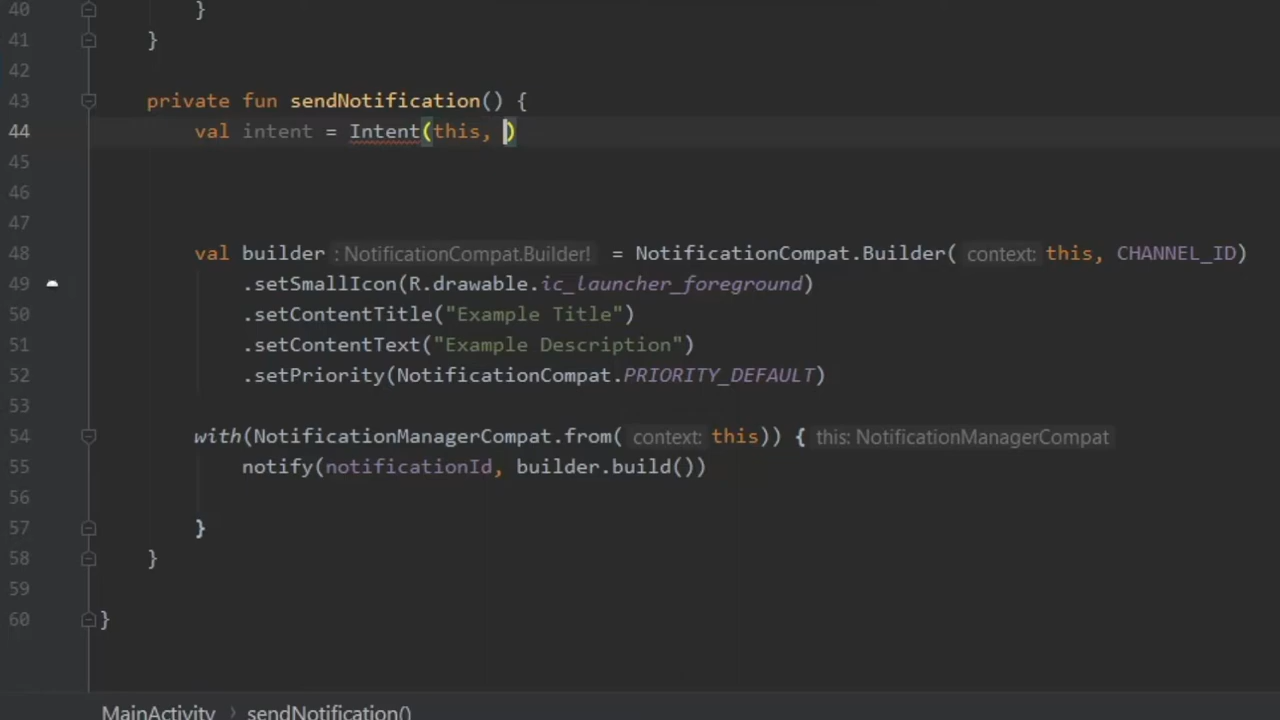 40 }
41 }
42
43 private fun sendNotification() {
44 val intent = Intent(this, )
45
46
47
48 val builder : NotificationCompat.Builder! = NotificationCompat.Builder( context: this, CHANNEL_ID)
49 .setSmallIcon(R.drawable.ic_launcher_foreground)
50 .setContentTitle("Example Title")
51 .setContentText("Example Description")
52 .setPriority(NotificationCompat.PRIORITY_DEFAULT)
53
54 with(NotificationManagerCompat.from( context: this)) { this: NotificationManagerCompat
55 notify(notificationId, builder.build())
56
57 }
58 }
59
60 }
MainActivity › sendNotification()